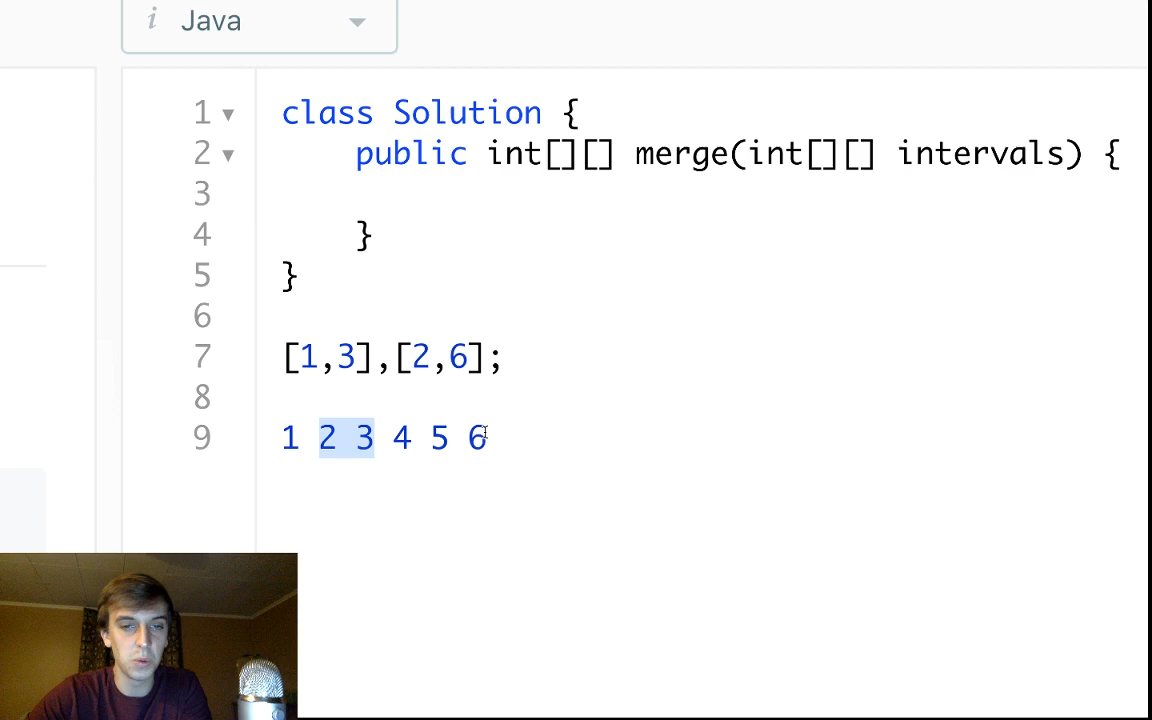 i Java
1 class Solution {
2 public int[][] merge(int[][] intervals) {
3
4 }
5 }
6
7 [1,3],[2,6];
8
9 1 2 3 4 5 6